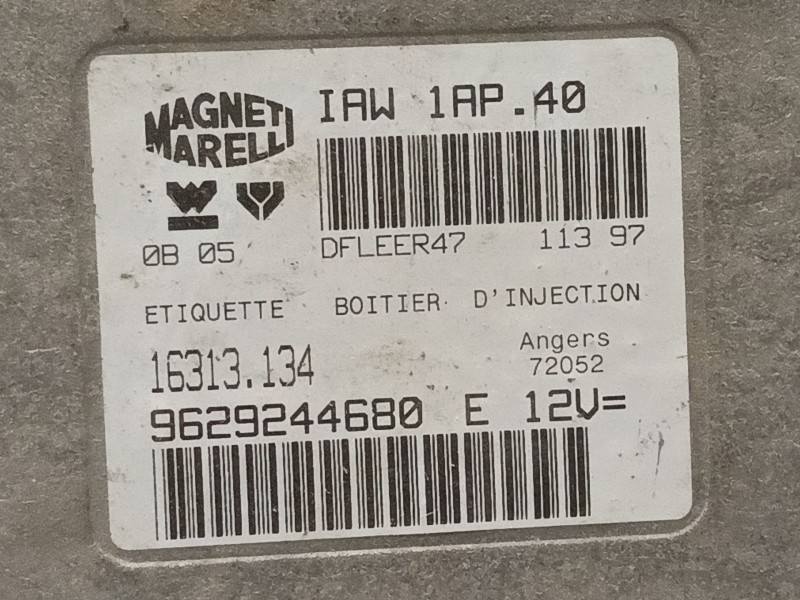 MAGNETI
MARELLI
IAW 1AP.40
0B 05
DFLEER47 113 97
ETIQUETTE BOITIER D'INJECTION
16313.134
Angers
72052
9629244680 E 12V=